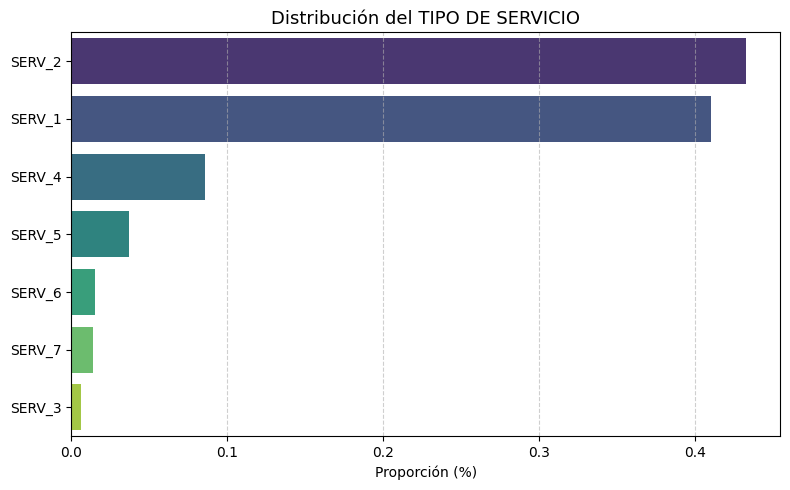 Distribución del TIPO DE SERVICIO
SERV_2
SERV_1
SERV_4
SERV_5
SERV_6
SERV_7
SERV_3
0.0 0.1 0.2 0.3 0.4
Proporción (%)